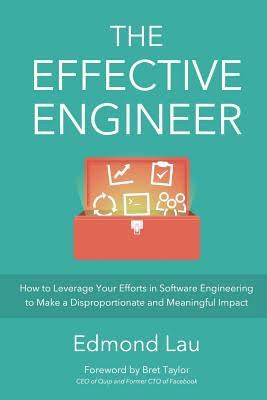 THE
EFFECTIVE
ENGINEER
How to Leverage Your Efforts in Software Engineering
to Make a Disproportionate and Meaningful Impact
Edmond Lau
Foreword by Bret Taylor
CEO of Quip and Former CTO of Facebook